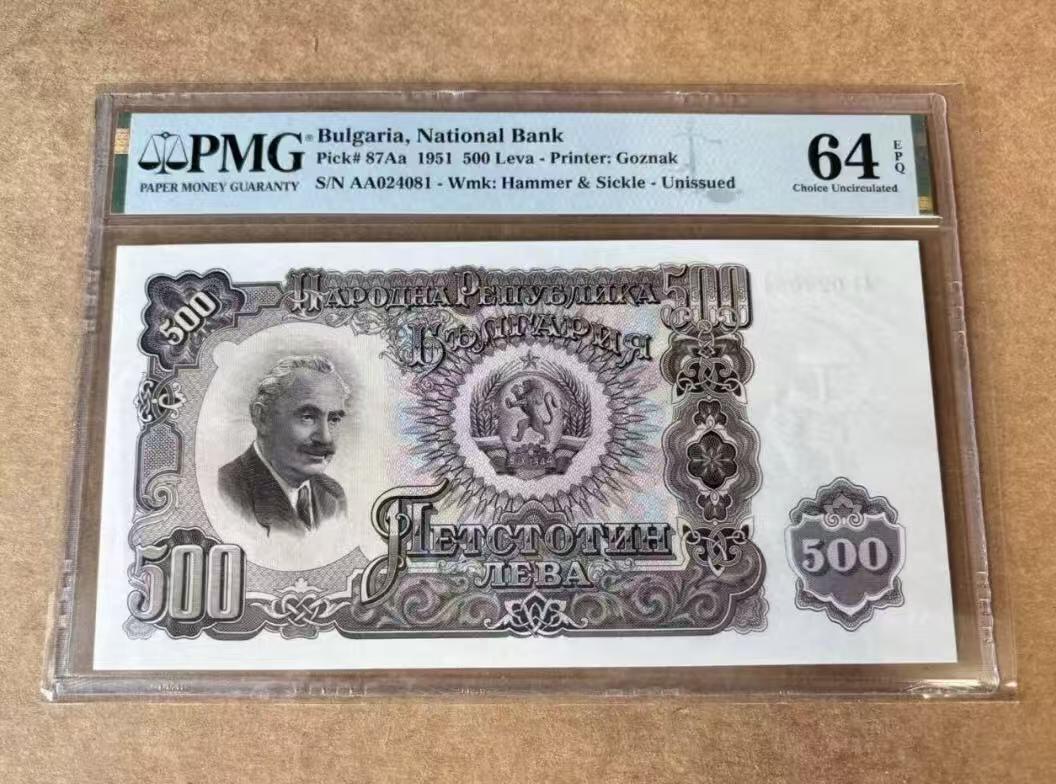 PMG®
PAPER MONEY GUARANTY
Bulgaria, National Bank
Pick# 87Aa 1951 500 Leva - Printer: Goznak
S/N AA024081 - Wmk: Hammer & Sickle - Unissued
64
EPQ
Choice Uncirculated
500
НАРОДНА РЕПУБЛИКА
500
БЪЛГАРИЯ
500
ПЕТСТОТИН
ЛЕВА
500